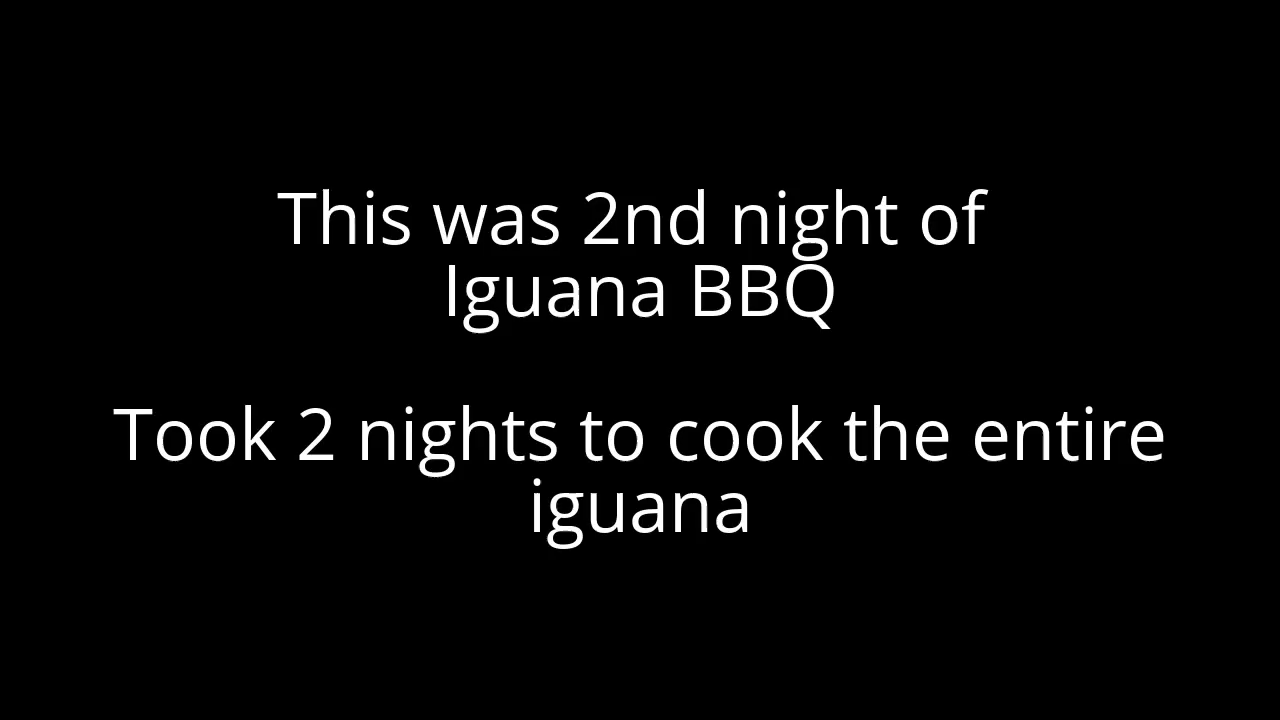 This was 2nd night of
Iguana BBQ
Took 2 nights to cook the entire
iguana